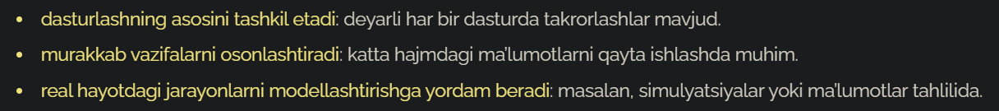 • dasturlashning asosini tashkil etadi: deyarli har bir dasturda takrorlashlar mavjud.
• murakkab vazifalarni osonlashtiradi: katta hajmdagi ma'lumotlarni qayta ishlashda muhim.
• real hayotdagi jarayonlarni modellashtirishga yordam beradi: masalan, simulyatsiyalar yoki ma'lumotlar tahlilida.